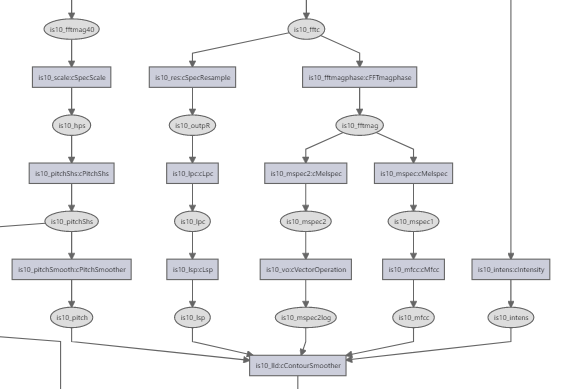 is10_fftmag40
is10_fftc
is10_scale:cSpecScale
is10_res:cSpecResample
is10_fftmagphase:cFFTmagphase
is10_hps
is10_outpR
is10_fftmag
is10_pitchShs:cPitchShs
is10_lpc:cLpc
is10_mspec2:cMelspec
is10_mspec:cMelspec
is10_pitchShs
is10_lpc
is10_mspec2
is10_mspec1
is10_pitchSmooth:cPitchSmoother
is10_lsp:cLsp
is10_vo:cVectorOperation
is10_mfcc:cMfcc
is10_intens:cIntensity
is10_pitch
is10_lsp
is10_mspec2log
is10_mfcc
is10_intens
is10_lld:cContourSmoother